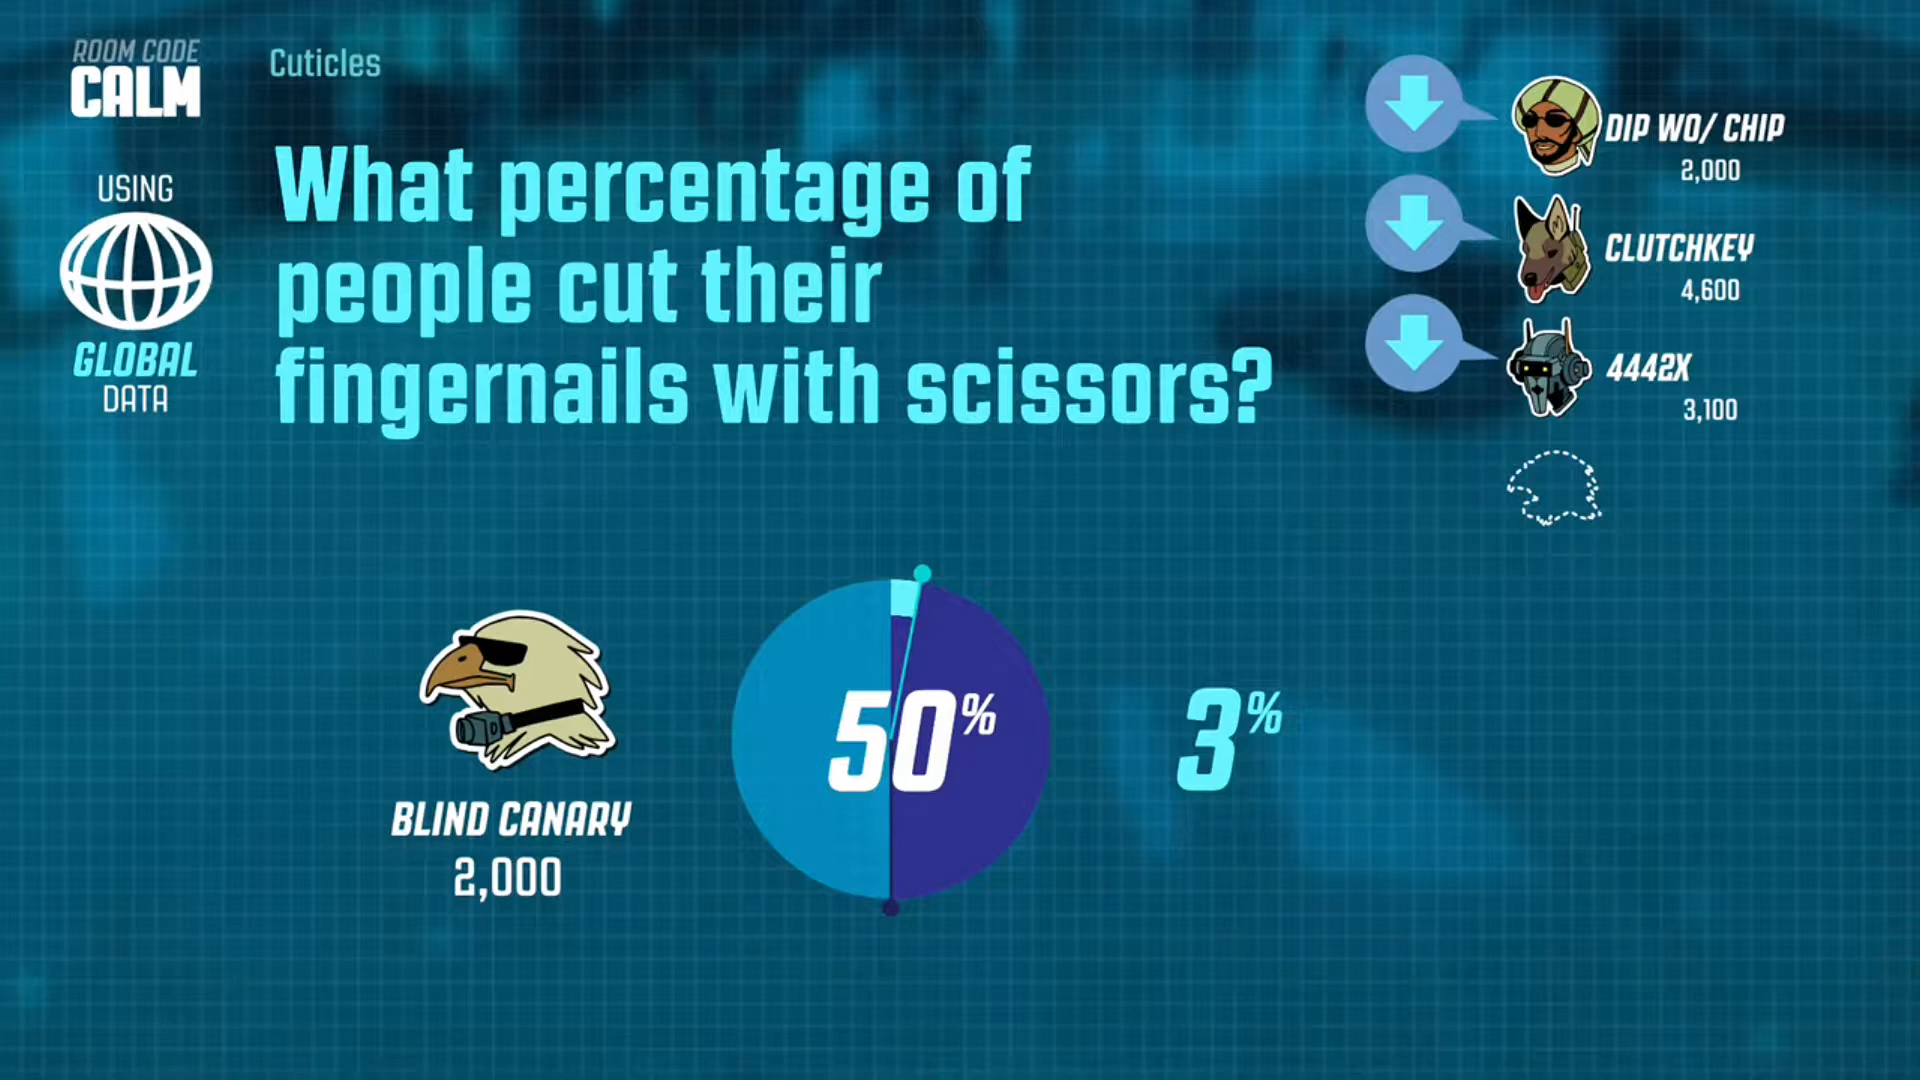 ROOM CODE
CALM
Cuticles
USING
GLOBAL
DATA
What percentage of
people cut their
fingernails with scissors?
DIP WO/ CHIP
2,000
CLUTCHKEY
4,600
4442X
3,100
BLIND CANARY
2,000
50%
3%